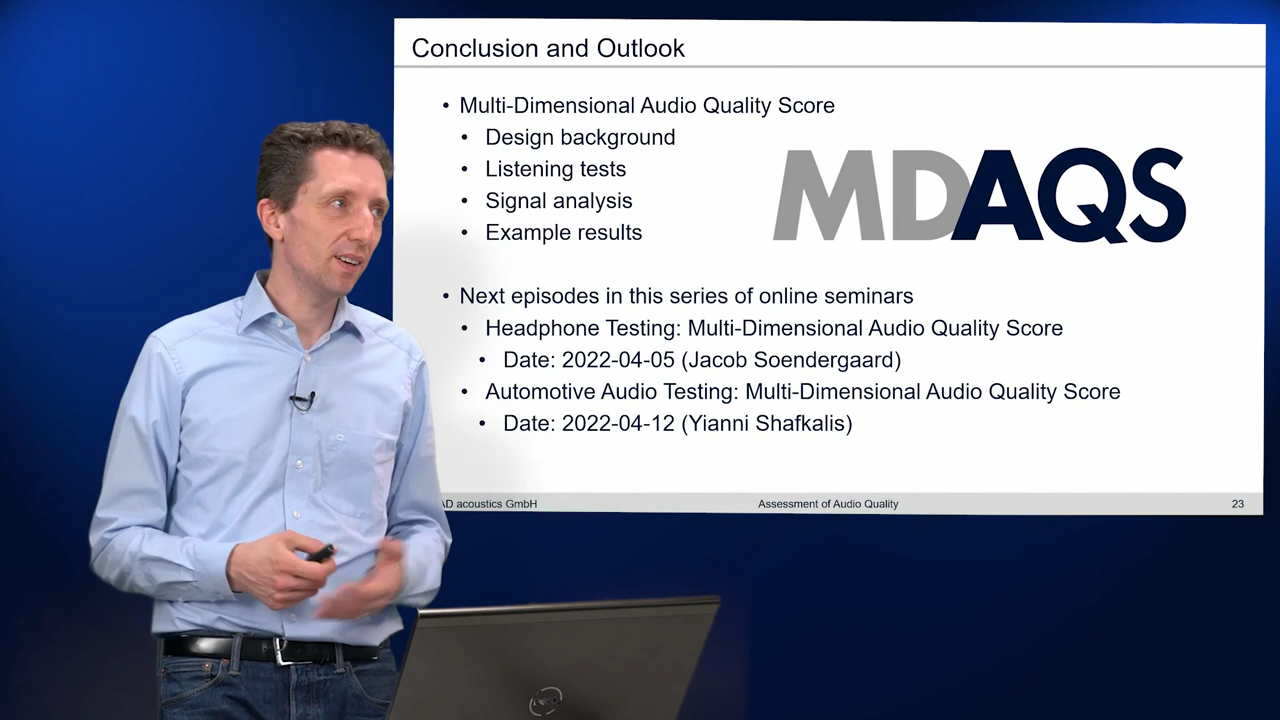 Conclusion and Outlook
• Multi-Dimensional Audio Quality Score
• Design background
• Listening tests
• Signal analysis
• Example results
MDAQS
• Next episodes in this series of online seminars
• Headphone Testing: Multi-Dimensional Audio Quality Score
• Date: 2022-04-05 (Jacob Soendergaard)
• Automotive Audio Testing: Multi-Dimensional Audio Quality Score
• Date: 2022-04-12 (Yianni Shafkalis)
acoustics GmbH Assessment of Audio Quality 23
DELL